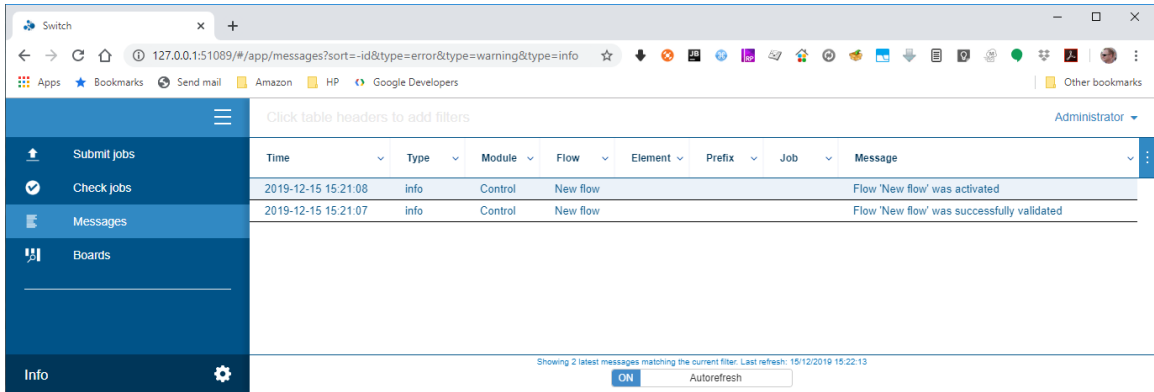 Switch
127.0.0.1:51089/#/app/messages?sort=-id&type=error&type=warning&type=info
Apps Bookmarks Send mail Amazon HP Google Developers Other bookmarks
Click table headers to add filters Administrator
Submit jobs
Check jobs
Messages
Boards
Info
Time Type Module Flow Element Prefix Job Message
2019-12-15 15:21:08 info Control New flow Flow 'New flow' was activated
2019-12-15 15:21:07 info Control New flow Flow 'New flow' was successfully validated
Showing 2 latest messages matching the current filter. Last refresh: 15/12/2019 15:22:13
ON Autorefresh